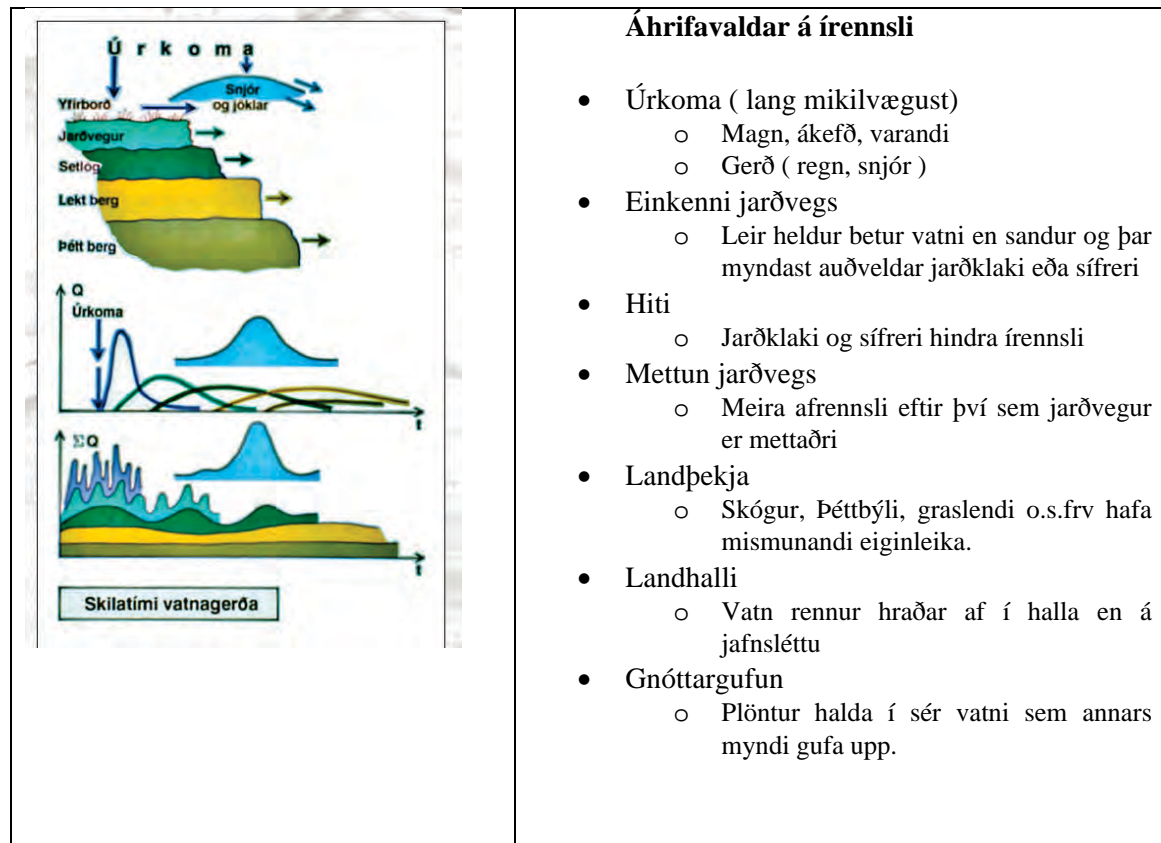 Úrkoma
Snjór
og jöklar
Yfirborð
Jarðvegur
Setlög
Lekt berg
Þétt berg
Q
Úrkoma
t
ΣQ
t
Skilatími vatnagerða
Áhrifavaldar á írennsli
• Úrkoma ( lang mikilvægust)
o Magn, ákefð, varandi
o Gerð ( regn, snjór )
• Einkenni jarðvegs
o Leir heldur betur vatni en sandur og þar
myndast auðveldar jarðklaki eða sífreri
• Hiti
o Jarðklaki og sífreri hindra írennsli
• Mettun jarðvegs
o Meira afrennsli eftir því sem jarðvegur
er mettaðri
• Landþekja
o Skógur, Þéttbýli, graslendi o.s.frv hafa
mismunandi eiginleika.
• Landhalli
o Vatn rennur hraðar af í halla en á
jafnsléttu
• Gnóttargufun
o Plöntur halda í sér vatni sem annars
myndi gufa upp.